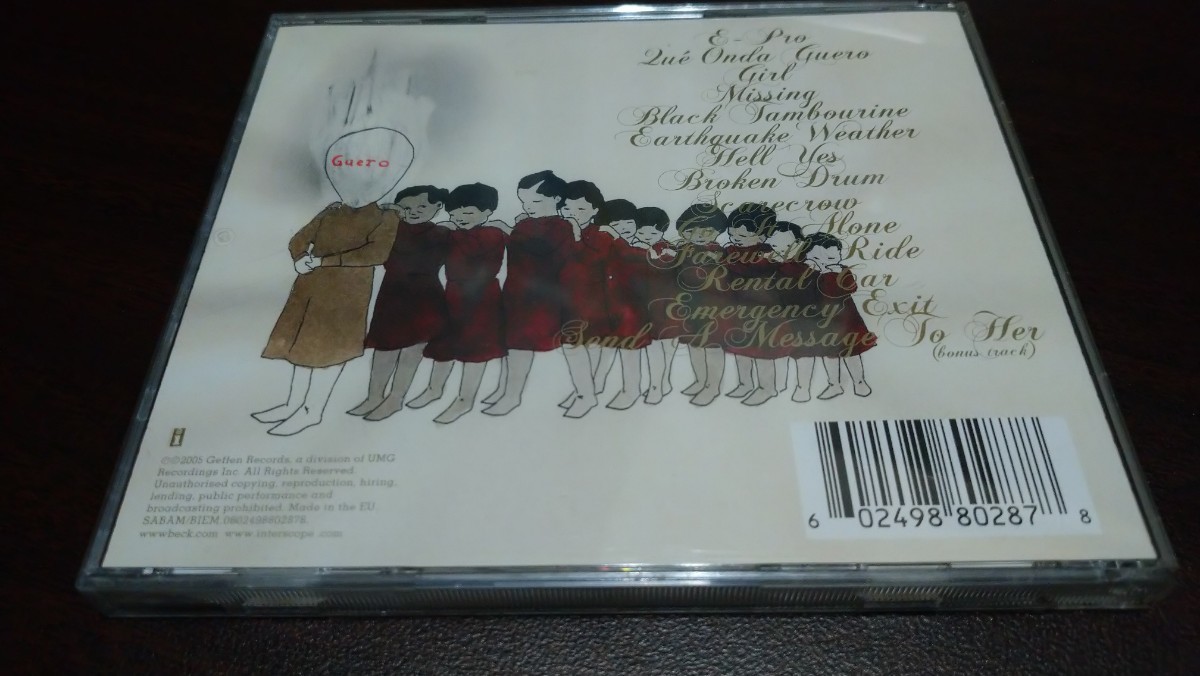 E-Pro
Qué Onda Guero
Girl
Missing
Black Tambourine
Earthquake Weather
Hell Yes
Broken Drum
Scarecrow
Go It Alone
Farewell Ride
Rental Car
Emergency Exit
Send A Message To Her
(bonus track)
Guero
℗©2005 Geffen Records, a division of UMG
Recordings Inc. All Rights Reserved.
Unauthorised copying, reproduction, hiring,
lending, public performance and
broadcasting prohibited. Made in the EU.
SABAM/BIEM. 0602498802878.
www.beck.com www.interscope.com
6 02498 80287 8